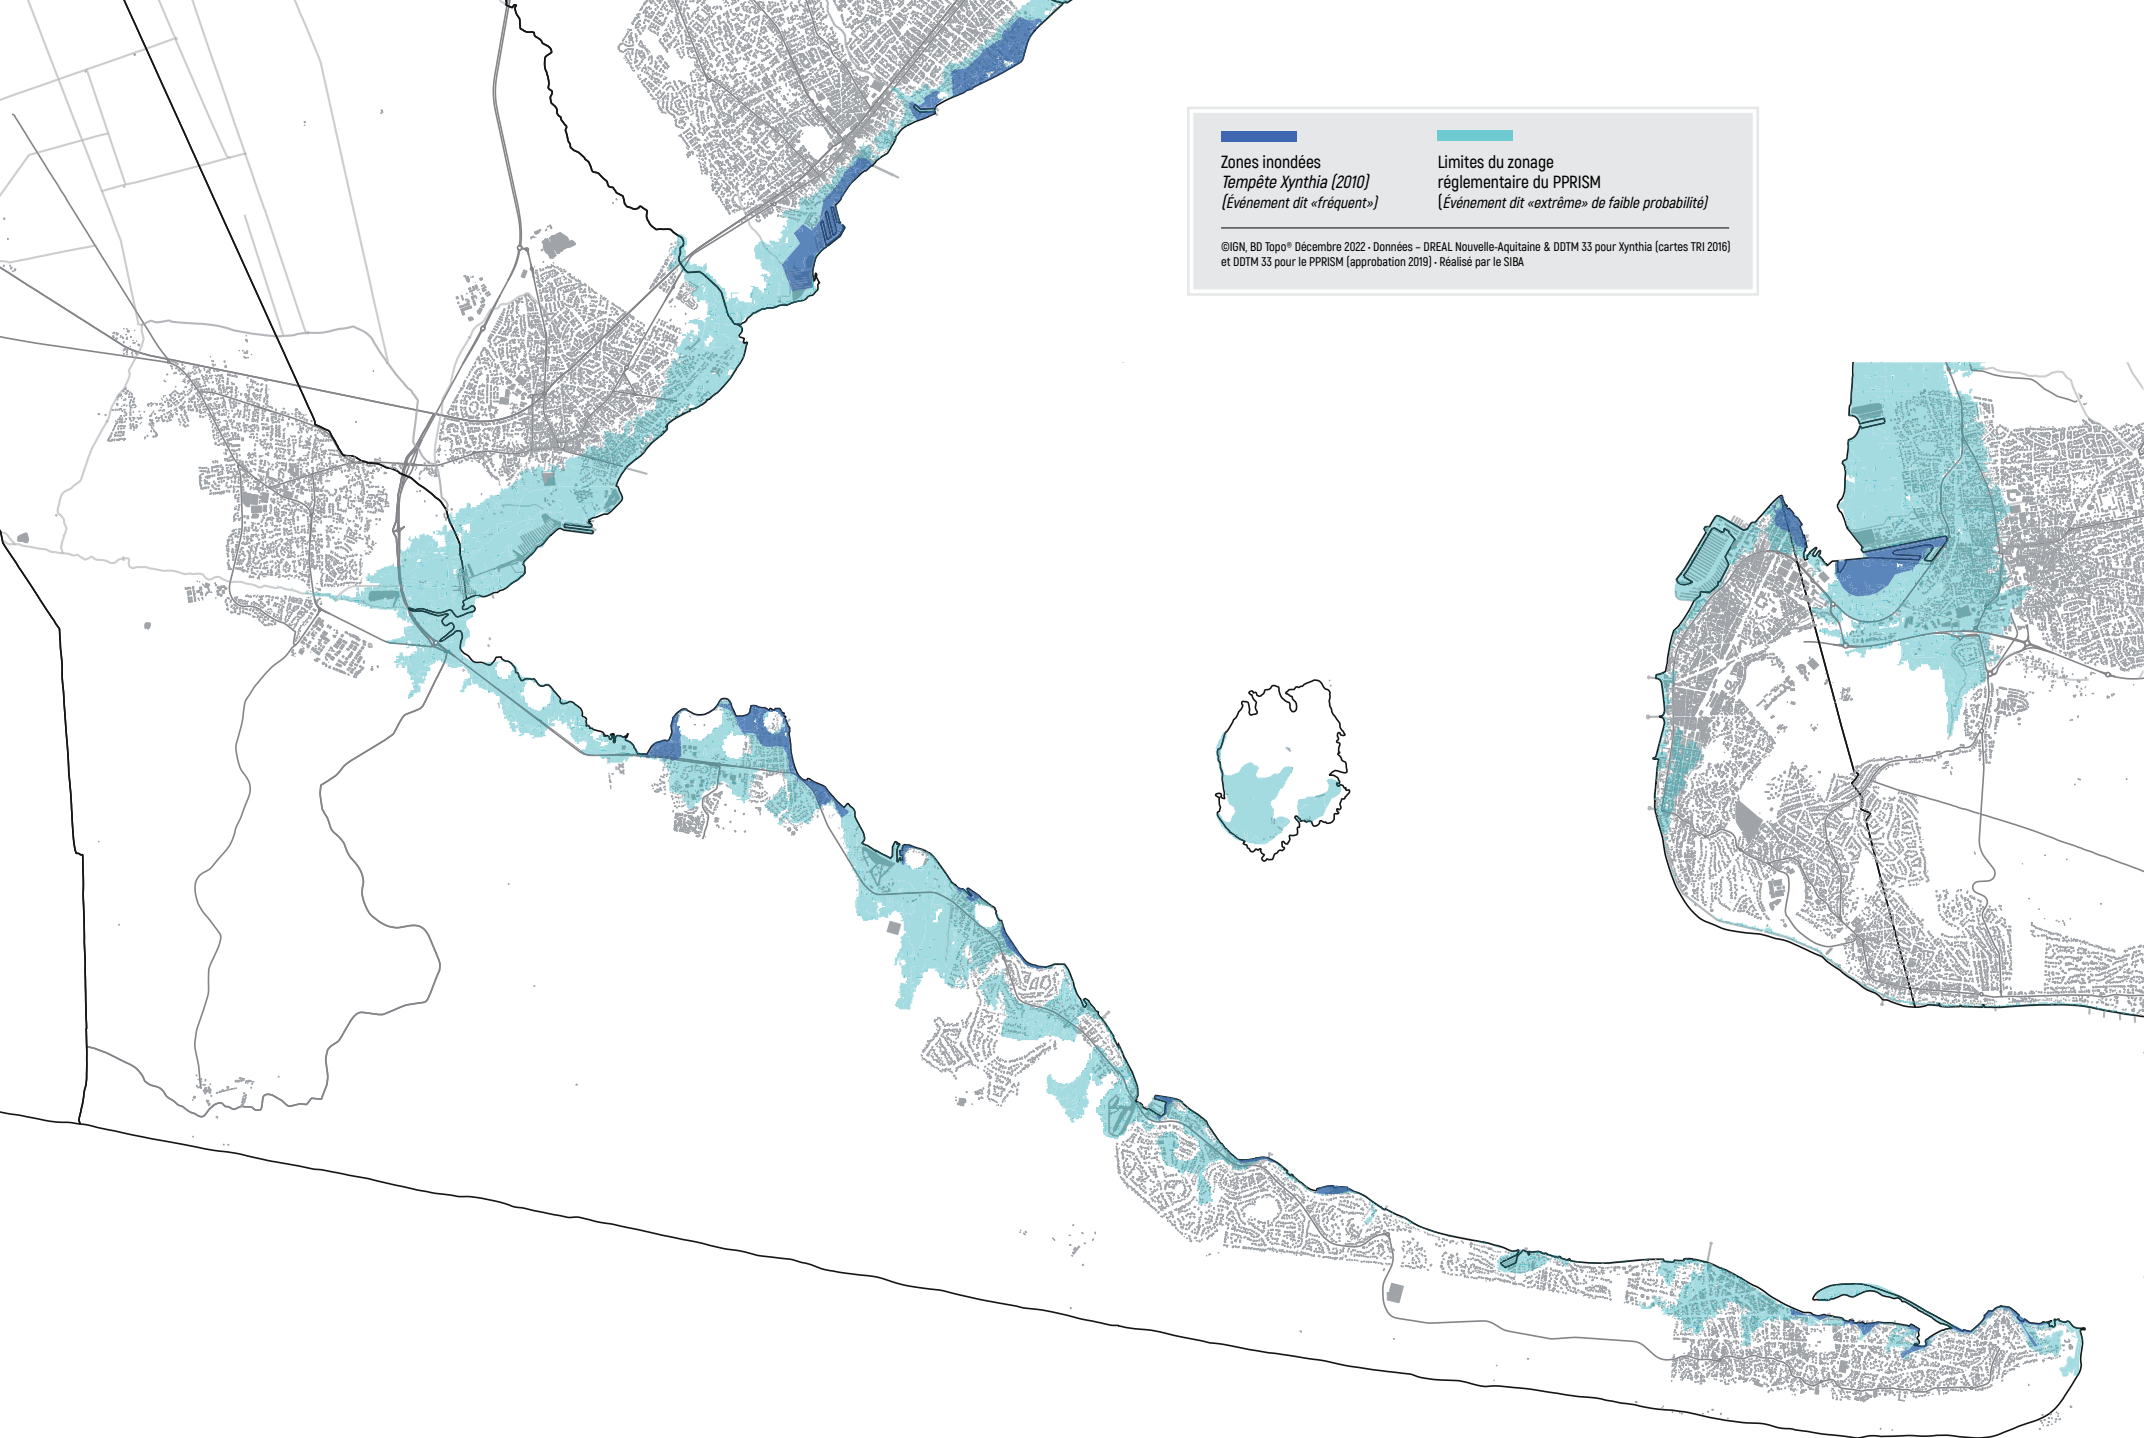 Zones inondées
Tempête Xynthia (2010)
(Événement dit «fréquent»)
Limites du zonage
réglementaire du PPRISM
(Événement dit «extrême» de faible probabilité)
©IGN, BD Topo® Décembre 2022 • Données – DREAL Nouvelle-Aquitaine & DDTM 33 pour Xynthia (cartes TRI 2016)
et DDTM 33 pour le PPRISM (approbation 2019) • Réalisé par le SIBA